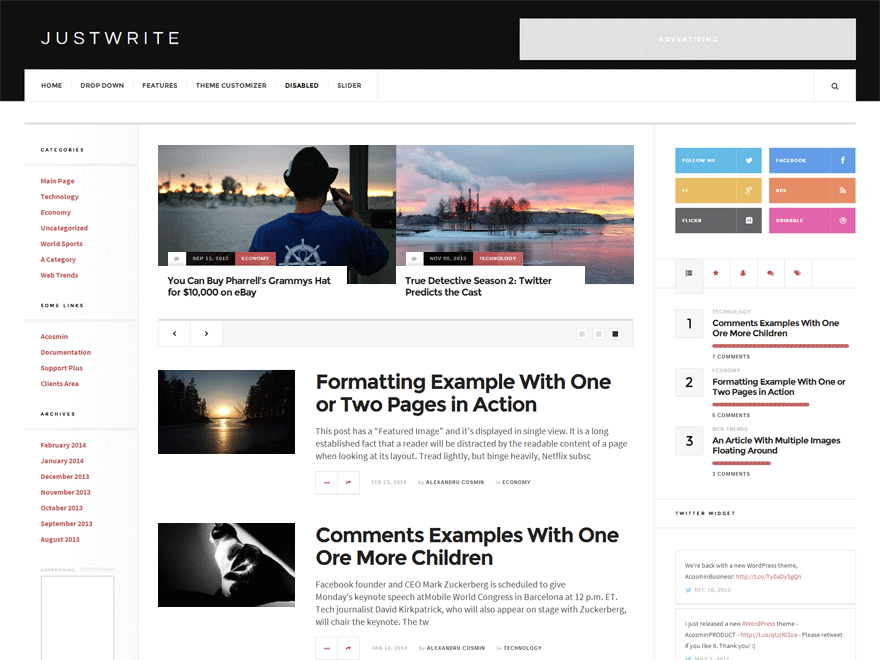 JUSTWRITE
ADVERTISING
HOME
DROP DOWN
FEATURES
THEME CUSTOMIZER
DISABLED
SLIDER
CATEGORIES
Main Page
Technology
Economy
Uncategorized
World Sports
A Category
Web Trends
SOME LINKS
Acosmin
Documentation
Support Plus
Clients Area
ARCHIVES
February 2014
January 2014
December 2013
November 2013
October 2013
September 2013
August 2013
ADVERTISING
SEP 12, 2013 ECONOMY
You Can Buy Pharrell's Grammys Hat
for $10,000 on eBay
NOV 05, 2013 TECHNOLOGY
True Detective Season 2: Twitter
Predicts the Cast
Formatting Example With One
or Two Pages in Action
This post has a “Featured Image” and it's displayed in single view. It is a long
established fact that a reader will be distracted by the readable content of a page
when looking at its layout. Tread lightly, but binge heavily, Netflix subsc
FEB 23, 2014 by ALEXANDRU COSMIN in ECONOMY
Comments Examples With One
Ore More Children
Facebook founder and CEO Mark Zuckerberg is scheduled to give
Monday's keynote speech atMobile World Congress in Barcelona at 12 p.m. ET.
Tech journalist David Kirkpatrick, who will also appear on stage with Zuckerberg,
will chair the keynote. The tw
JAN 14, 2014 by ALEXANDRU COSMIN in TECHNOLOGY
FOLLOW ME
FACEBOOK
+1
RSS
FLICKR
DRIBBBLE
1
TECHNOLOGY
Comments Examples With One
Ore More Children
7 COMMENTS
2
ECONOMY
Formatting Example With One or
Two Pages in Action
5 COMMENTS
3
WEB TRENDS
An Article With Multiple Images
Floating Around
3 COMMENTS
TWITTER WIDGET
We're back with a new WordPress theme,
AcosminBusiness! http://t.co/Ty0aDySgQn
DEC 16, 2013
I just released a new #WordPress theme -
AcosminPRODUCT - http://t.co/qUzRl2oa - Please retweet
if you like it. Thank you! :)